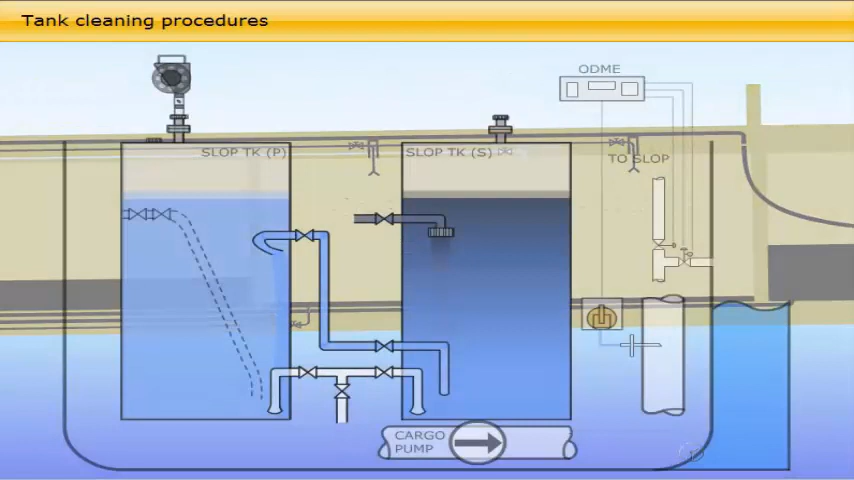 Tank cleaning procedures
ODME
SLOP TK (P)
SLOP TK (S)
TO SLOP
CARGO
PUMP